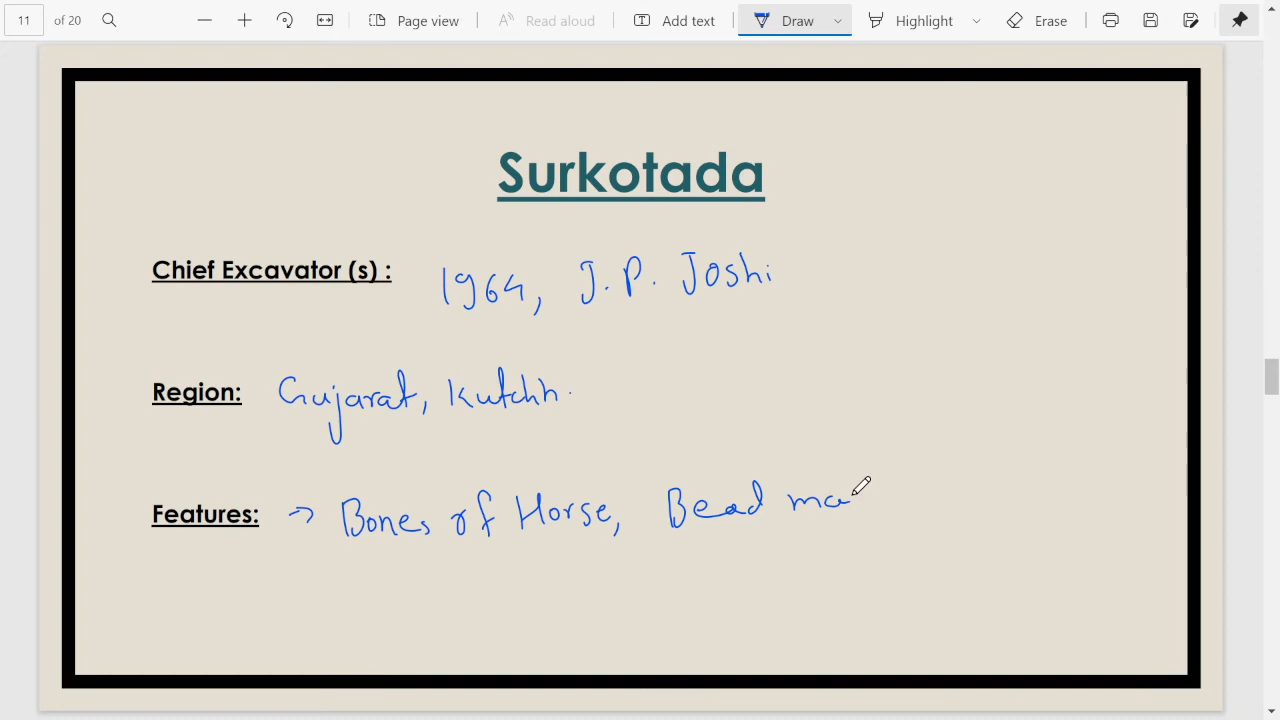 11 of 20 Page view Read aloud Add text Draw Highlight Erase
Surkotada
Chief Excavator (s) : 1964, J. P. Joshi
Region: Gujarat, Kutchh.
Features: → Bones of Horse, Bead ma